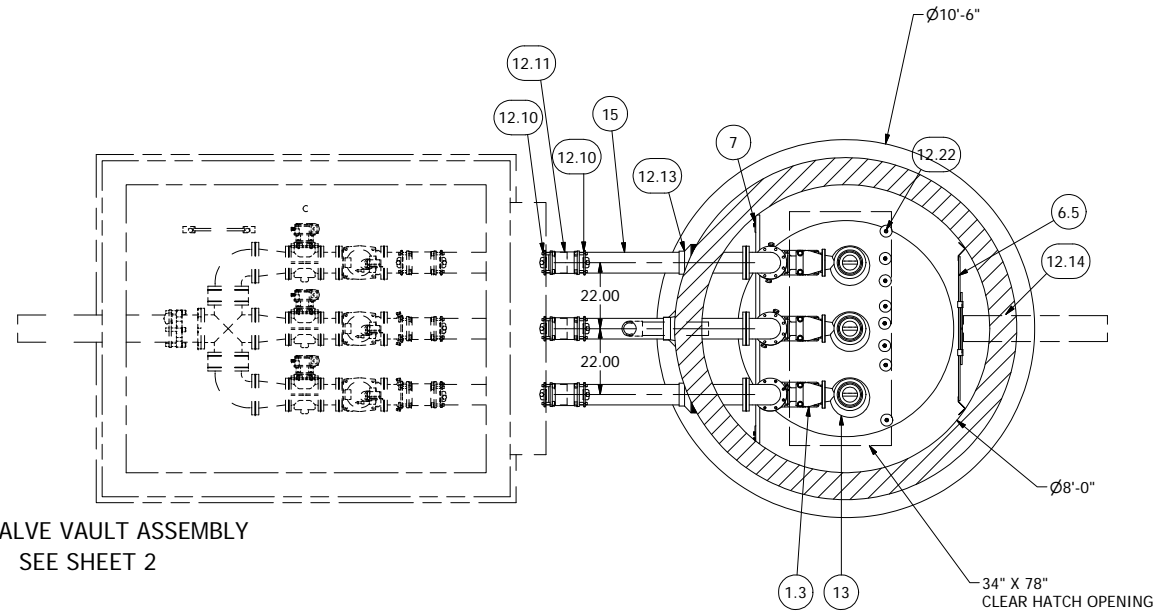 Ø10'-6"
12.11
12.10
15
12.10
7
12.22
12.13
6.5
12.14
C
22.00
22.00
Ø8'-0"
ALVE VAULT ASSEMBLY
SEE SHEET 2
1.3
13
34" X 78"
CLEAR HATCH OPENING